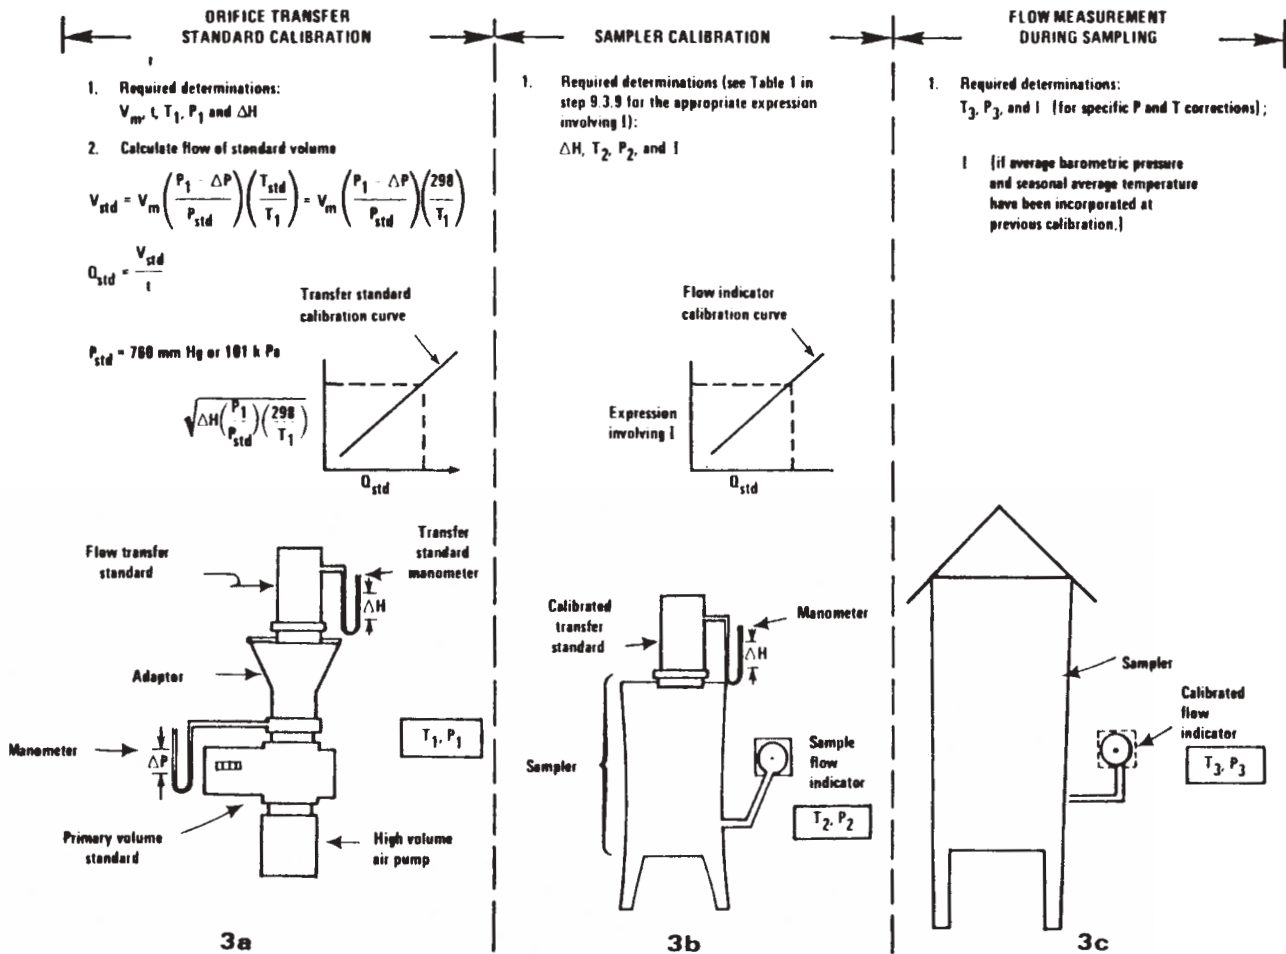 ORIFICE TRANSFER
STANDARD CALIBRATION
1. Required determinations:
Vm, t, T1, P1 and ΔH
2. Calculate flow of standard volume
Vstd = Vm (P1 - ΔP / Pstd) (Tstd / T1) = Vm (P1 - ΔP / Pstd) (298 / T1)
Qstd = Vstd / t
Pstd = 760 mm Hg or 101 k Pa
Transfer standard
calibration curve
√ΔH (P1 / Pstd) (298 / T1)
Qstd
Flow transfer
standard
Transfer
standard
manometer
ΔH
Adaptor
Manometer
ΔP
T1, P1
Primary volume
standard
High volume
air pump
3a
SAMPLER CALIBRATION
1. Required determinations (see Table 1 in
step 9.3.9 for the appropriate expression
involving I):
ΔH, T2, P2, and I
Flow indicator
calibration curve
Expression
involving I
Qstd
Calibrated
transfer
standard
Manometer
ΔH
Sampler
Sample
flow
indicator
T2, P2
3b
FLOW MEASUREMENT
DURING SAMPLING
1. Required determinations:
T3, P3, and I (for specific P and T corrections);
I (if average barometric pressure
and seasonal average temperature
have been incorporated at
previous calibration.)
Sampler
Calibrated
flow
indicator
T3, P3
3c